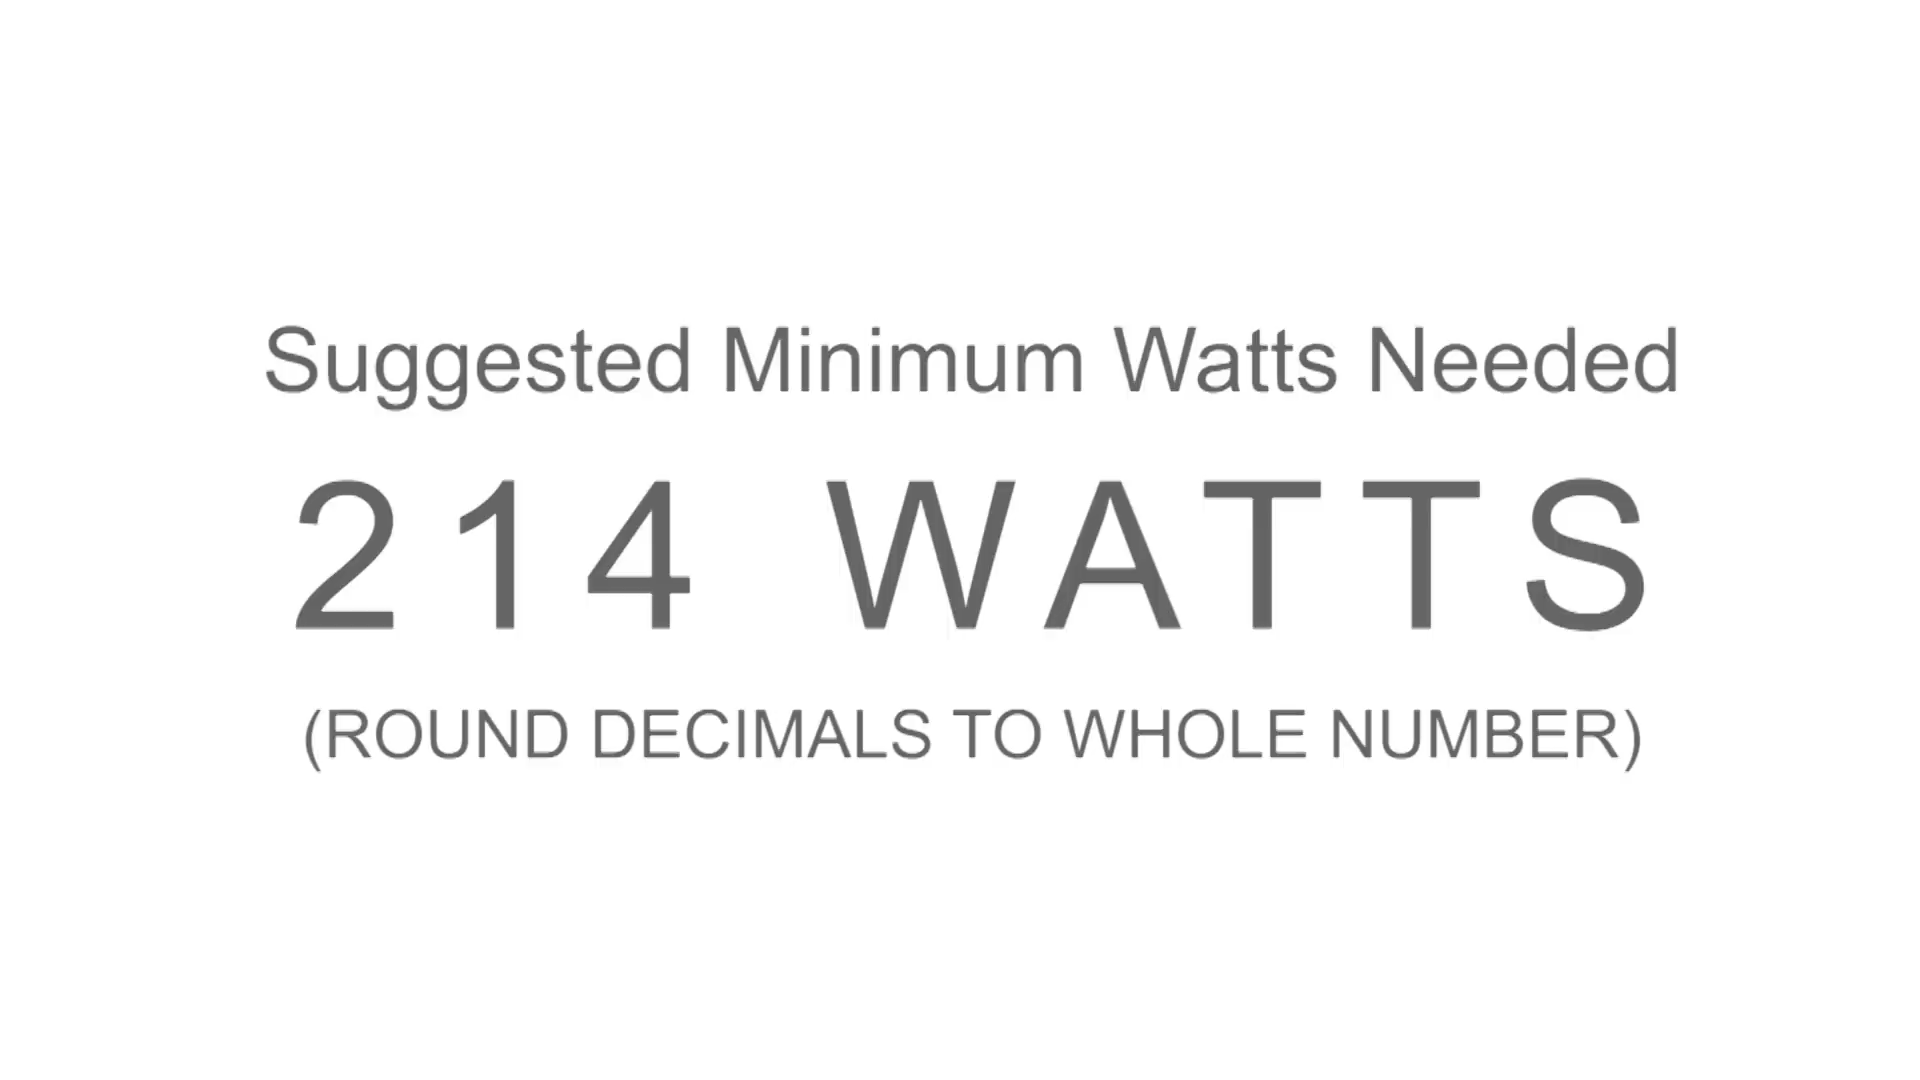 Suggested Minimum Watts Needed
214 WATTS
(ROUND DECIMALS TO WHOLE NUMBER)